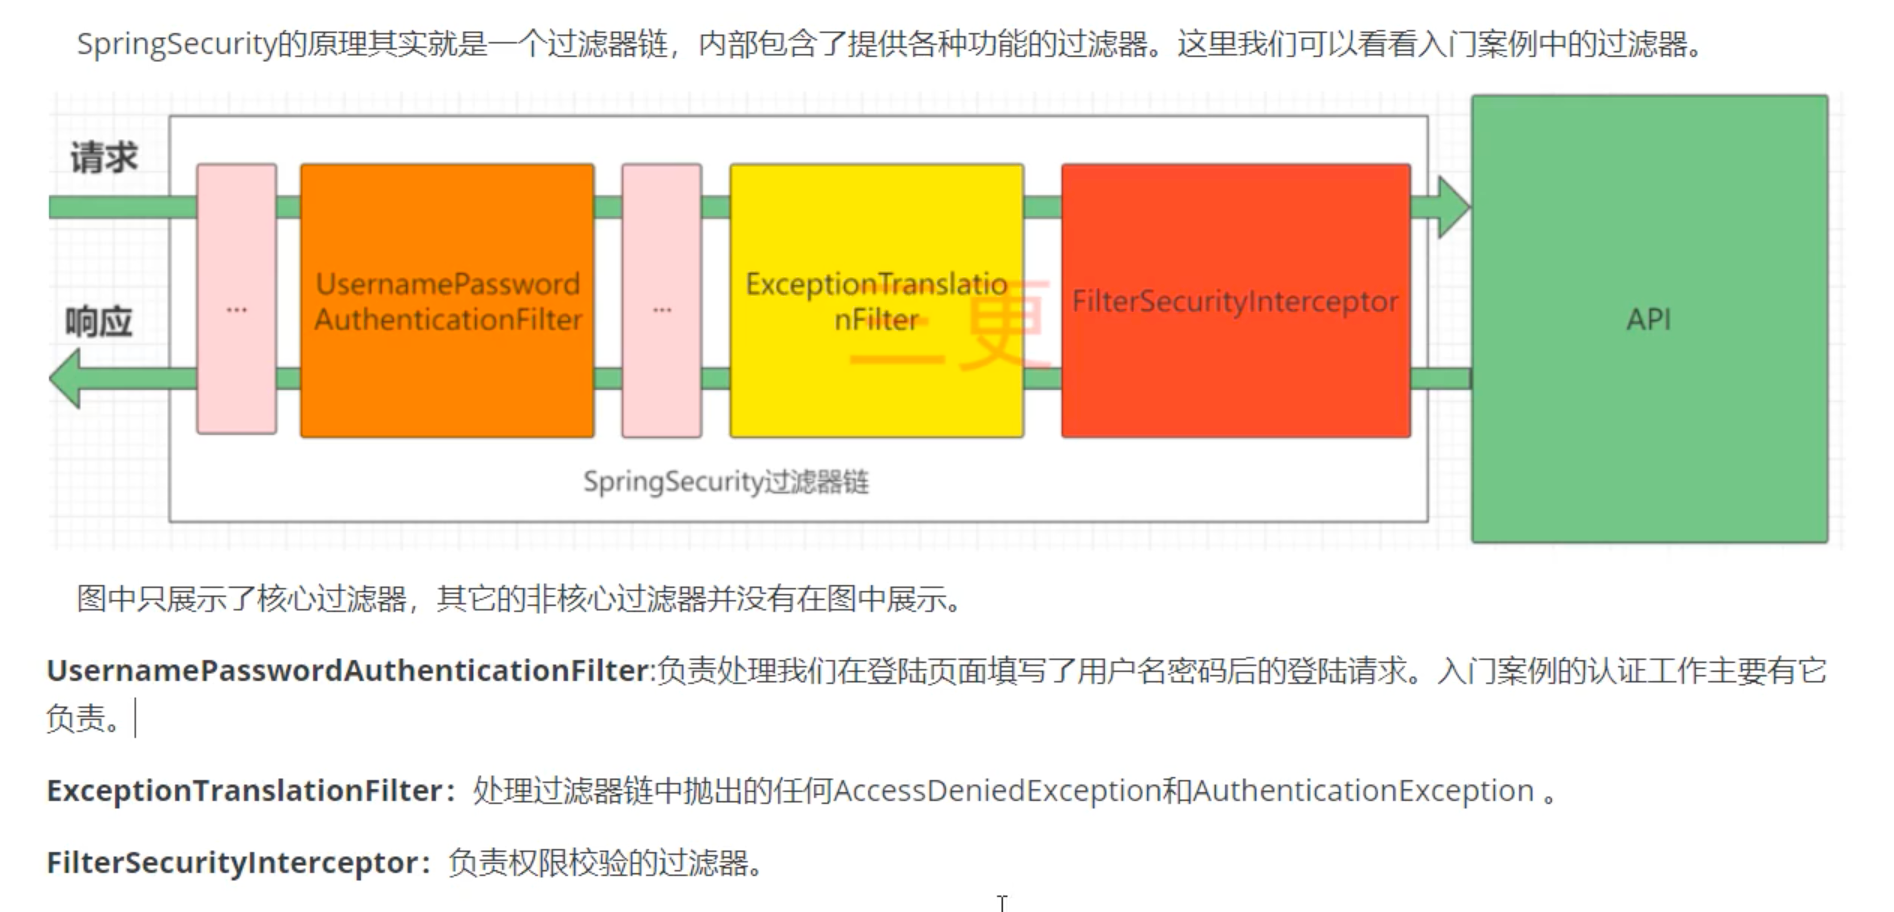 SpringSecurity的原理其实就是一个过滤器链，内部包含了提供各种功能的过滤器。这里我们可以看看入门案例中的过滤器。
请求
响应
...
UsernamePassword
AuthenticationFilter
...
ExceptionTranslatio
nFilter
三更
FilterSecurityInterceptor
API
SpringSecurity过滤器链
图中只展示了核心过滤器，其它的非核心过滤器并没有在图中展示。
UsernamePasswordAuthenticationFilter:负责处理我们在登陆页面填写了用户名密码后的登陆请求。入门案例的认证工作主要有它
负责。
ExceptionTranslationFilter：处理过滤器链中抛出的任何AccessDeniedException和AuthenticationException 。
FilterSecurityInterceptor：负责权限校验的过滤器。